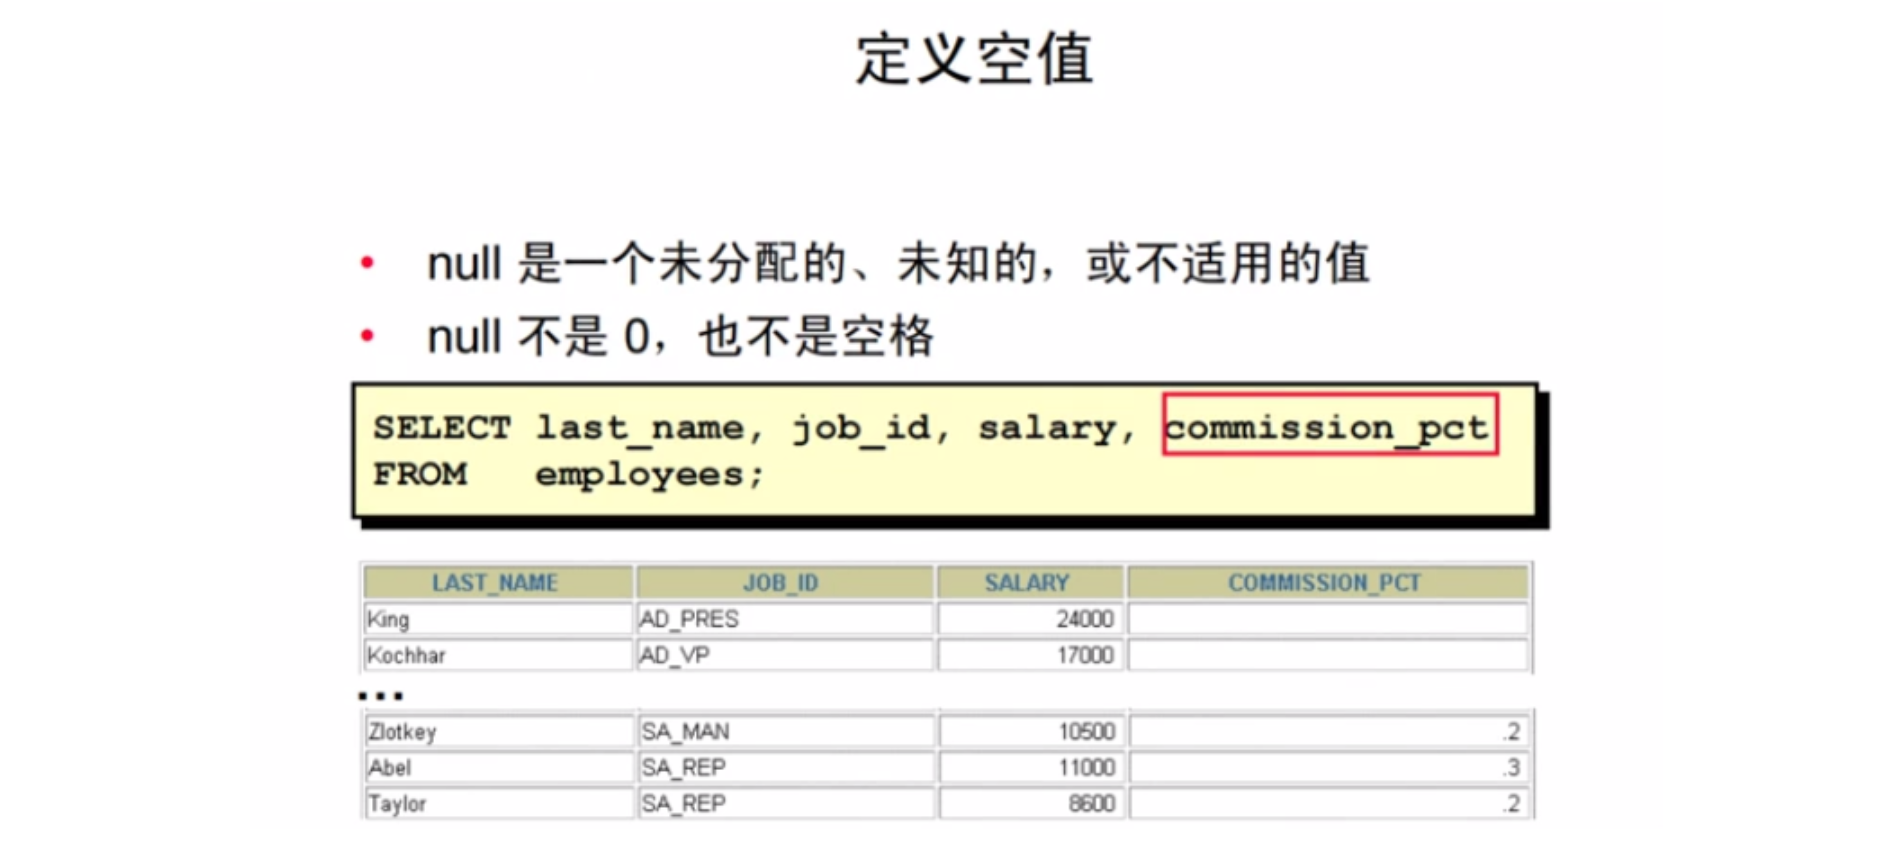 定义空值
• null 是一个未分配的、未知的，或不适用的值
• null 不是 0，也不是空格
SELECT last_name, job_id, salary, commission_pct
FROM employees;
LAST_NAME JOB_ID SALARY COMMISSION_PCT
King AD_PRES 24000
Kochhar AD_VP 17000
...
Zlotkey SA_MAN 10500 .2
Abel SA_REP 11000 .3
Taylor SA_REP 8600 .2